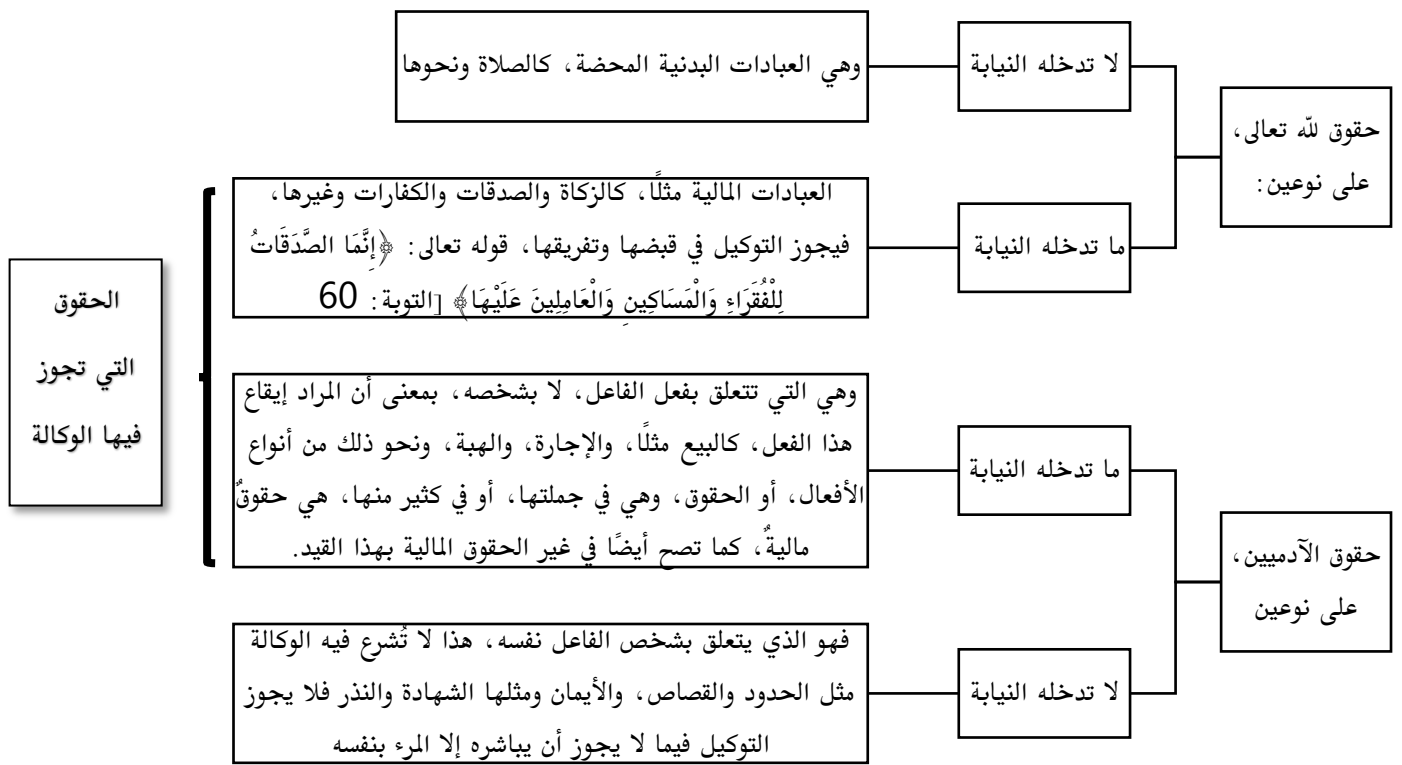 حقوق لله تعالى،
على نوعين:
لا تدخله النيابة
وهي العبادات البدنية المحضة، كالصلاة ونحوها
ما تدخله النيابة
العبادات المالية مثلًا، كالزكاة والصدقات والكفارات وغيرها،
فيجوز التوكيل في قبضها وتفريقها، قوله تعالى: ﴿إِنَّمَا الصَّدَقَاتُ
لِلْفُقَرَاءِ وَالْمَسَاكِينِ وَالْعَامِلِينَ عَلَيْهَا﴾ [التوبة: 60
حقوق الآدميين،
على نوعين
ما تدخله النيابة
وهي التي تتعلق بفعل الفاعل، لا بشخصه، بمعنى أن المراد إيقاع
هذا الفعل، كالبيع مثلًا، والإجارة، والهبة، ونحو ذلك من أنواع
الأفعال، أو الحقوق، وهي في جملتها، أو في كثير منها، هي حقوقٌ
ماليةٌ، كما تصح أيضًا في غير الحقوق المالية بهذا القيد.
لا تدخله النيابة
فهو الذي يتعلق بشخص الفاعل نفسه، هذا لا تُشرع فيه الوكالة
مثل الحدود والقصاص، والأيمان ومثلها الشهادة والنذر فلا يجوز
التوكيل فيما لا يجوز أن يباشره إلا المرء بنفسه
الحقوق
التي تجوز
فيها الوكالة